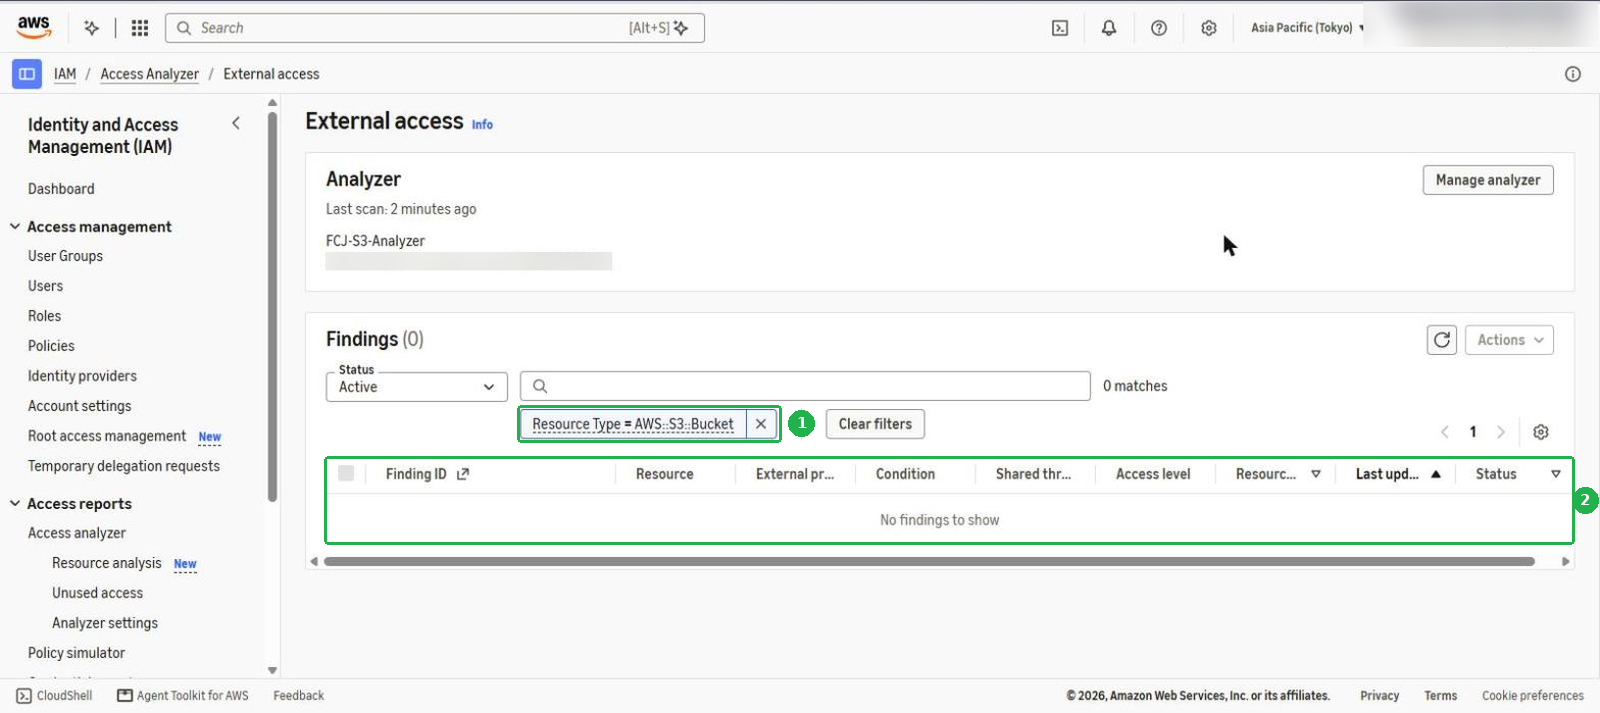 aws
Search [Alt+S]
Asia Pacific (Tokyo)
IAM / Access Analyzer / External access
Identity and Access
Management (IAM)
Dashboard
Access management
User Groups
Users
Roles
Policies
Identity providers
Account settings
Root access management New
Temporary delegation requests
Access reports
Access analyzer
Resource analysis New
Unused access
Analyzer settings
Policy simulator
External access Info
Analyzer
Manage analyzer
Last scan: 2 minutes ago
FCJ-S3-Analyzer
Findings (0)
Actions
Status
Active
0 matches
Resource Type = AWS::S3::Bucket
1
Clear filters
1
Finding ID Resource External pr... Condition Shared thr... Access level Resourc... Last upd... Status
2
No findings to show
CloudShell Agent Toolkit for AWS Feedback © 2026, Amazon Web Services, Inc. or its affiliates. Privacy Terms Cookie preferences